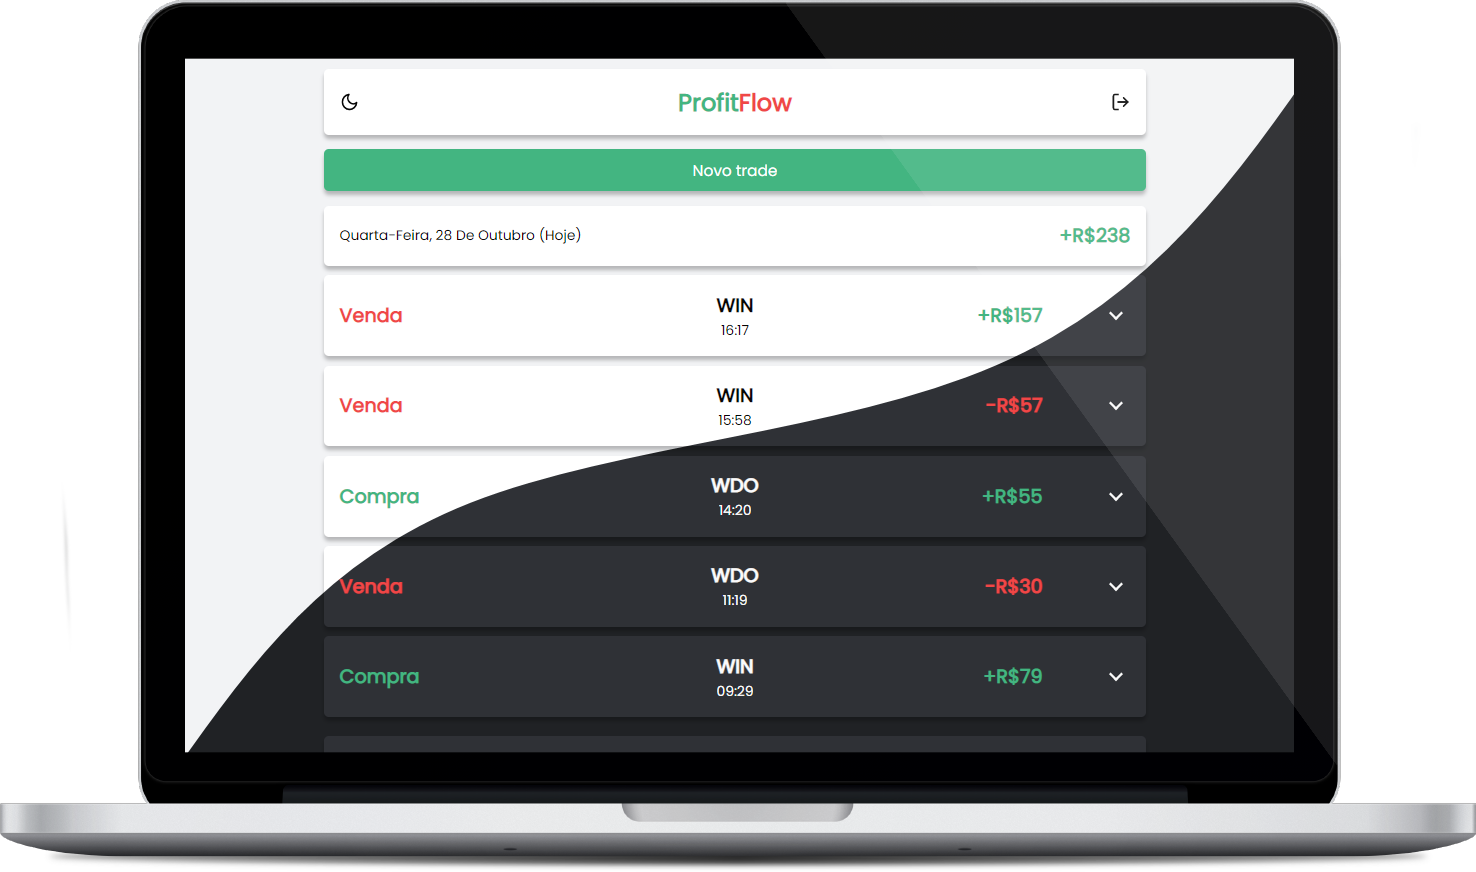 ProfitFlow
Novo trade
Quarta-Feira, 28 De Outubro (Hoje) +R$238
Venda WIN +R$157
16:17
Venda WIN -R$57
15:58
Compra WDO +R$55
14:20
Venda WDO -R$30
11:19
Compra WIN +R$79
09:29